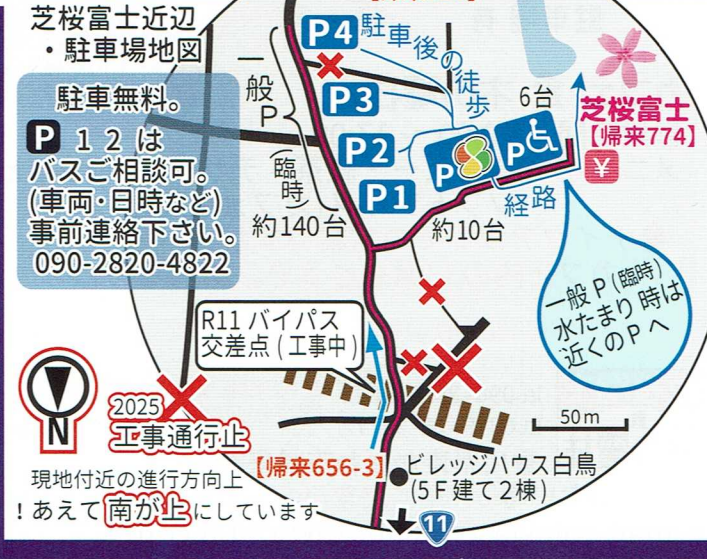 芝桜富士近辺
・駐車場地図
駐車無料。
P 1 2 は
バスご相談可。
(車両・日時など)
事前連絡下さい。
090-2820-4822
P4
P3
P2
P1
駐車後の徒歩
一般P
(臨時)
約140台
6台
P
P
芝桜富士
【帰来774】
¥
経路
約10台
一般P(臨時)
水たまり時は
近くのPへ
R11 バイパス
交差点(工事中)
N
2025
工事通行止
50m
【帰来656-3】
ビレッジハウス白鳥
(5F建て2棟)
11
現地付近の進行方向上
!あえて南が上にしています